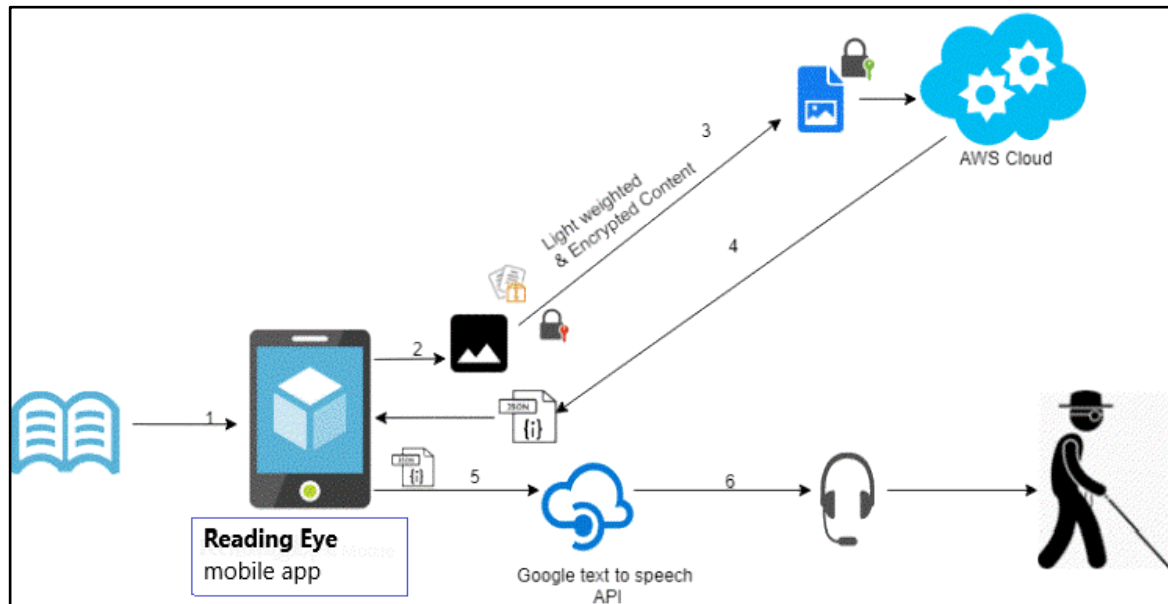 AWS Cloud
3
Light weighted
& Encrypted Content
4
2
1
JSON
{i}
JSON
{i}
5
6
Reading Eye
mobile app
Google text to speech
API